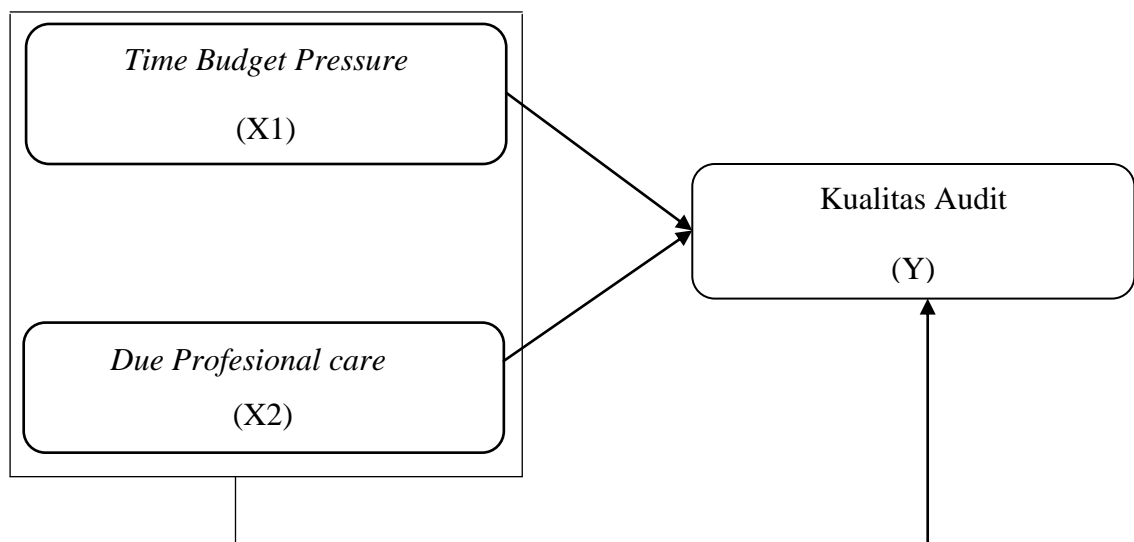 Time Budget Pressure
(X1)
Kualitas Audit
(Y)
Due Profesional care
(X2)